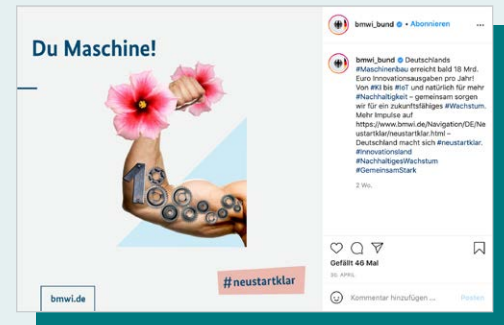 Du Maschine!
18
#neustartklar
bmwi.de
bmwi_bund • Abonnieren
bmwi_bund Deutschlands
#Maschinenbau erreicht bald 18 Mrd.
Euro Innovationsausgaben pro Jahr!
Von #KI bis #IoT und natürlich für mehr
#Nachhaltigkeit – gemeinsam sorgen
wir für ein zukunftsfähiges #Wachstum.
Mehr Impulse auf
https://www.bmwi.de/Navigation/DE/Ne
ustartklar/neustartklar.html –
Deutschland macht sich #neustartklar.
#Innovationsland
#NachhaltigesWachstum
#GemeinsamStark
2 Wo.
Gefällt 46 Mal
30. APRIL
Kommentar hinzufügen ... Posten